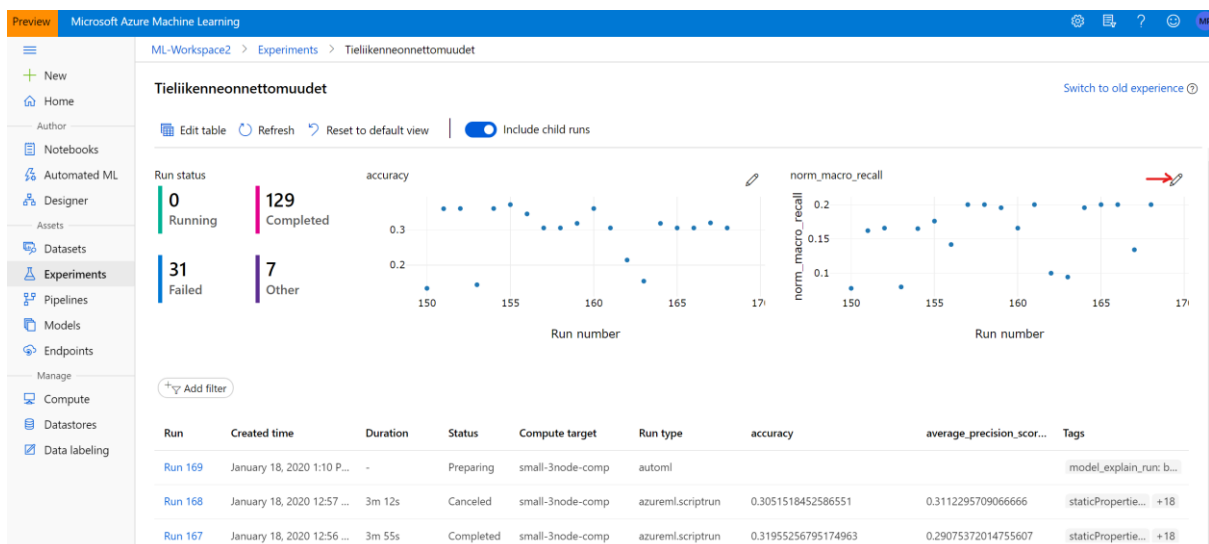 Preview Microsoft Azure Machine Learning
ML-Workspace2 > Experiments > Tieliikenneonnettomuudet
New
Home
Author
Notebooks
Automated ML
Designer
Assets
Datasets
Experiments
Pipelines
Models
Endpoints
Manage
Compute
Datastores
Data labeling
Tieliikenneonnettomuudet
Switch to old experience
Edit table Refresh Reset to default view Include child runs
Run status
0 Running
129 Completed
31 Failed
7 Other
accuracy
0.3
0.2
150 155 160 165 17
Run number
norm_macro_recall
norm_macro_recall
0.2
0.15
0.1
150 155 160 165 17
Run number
Add filter
Run Created time Duration Status Compute target Run type accuracy average_precision_scor... Tags
Run 169 January 18, 2020 1:10 P... - Preparing small-3node-comp automl model_explain_run: b...
Run 168 January 18, 2020 12:57 ... 3m 12s Canceled small-3node-comp azureml.scriptrun 0.3051518452586551 0.3112295709066666 staticPropertie... +18
Run 167 January 18, 2020 12:56 ... 3m 55s Completed small-3node-comp azureml.scriptrun 0.31955256795174963 0.29075372014755607 staticPropertie... +18